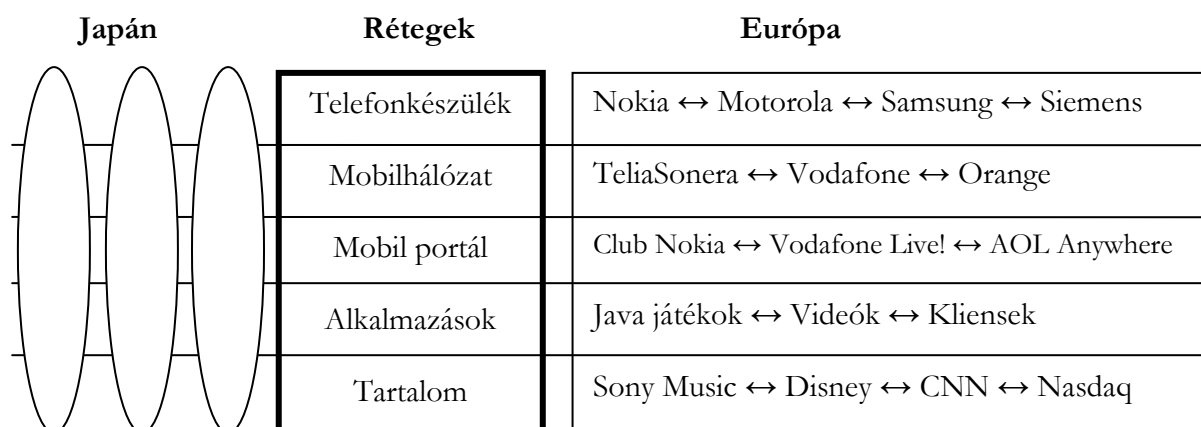 Japán Rétegek Európa
Telefonkészülék Nokia ↔ Motorola ↔ Samsung ↔ Siemens
Mobilhálózat TeliaSonera ↔ Vodafone ↔ Orange
Mobil portál Club Nokia ↔ Vodafone Live! ↔ AOL Anywhere
Alkalmazások Java játékok ↔ Videók ↔ Kliensek
Tartalom Sony Music ↔ Disney ↔ CNN ↔ Nasdaq